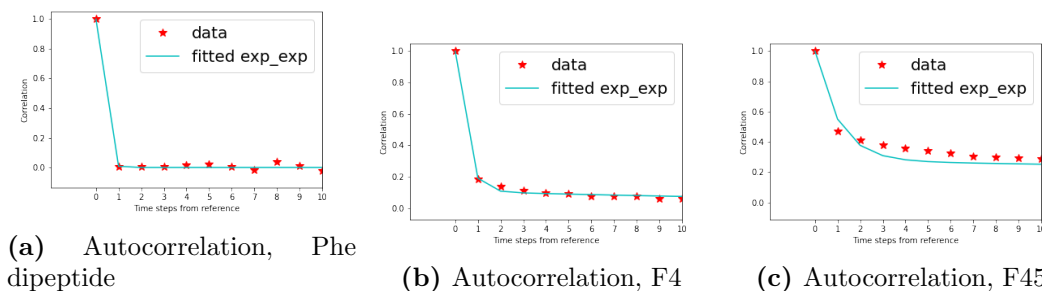 1.0
0.8
0.6
0.4
0.2
0.0
Correlation
data
fitted exp_exp
0 1 2 3 4 5 6 7 8 9 10
Time steps from reference
(a) Autocorrelation, Phe
dipeptide
1.0
0.8
0.6
0.4
0.2
0.0
Correlation
data
fitted exp_exp
0 1 2 3 4 5 6 7 8 9 10
Time steps from reference
(b) Autocorrelation, F4
1.0
0.8
0.6
0.4
0.2
0.0
Correlation
data
fitted exp_exp
0 1 2 3 4 5 6 7 8 9 10
Time steps from reference
(c) Autocorrelation, F45